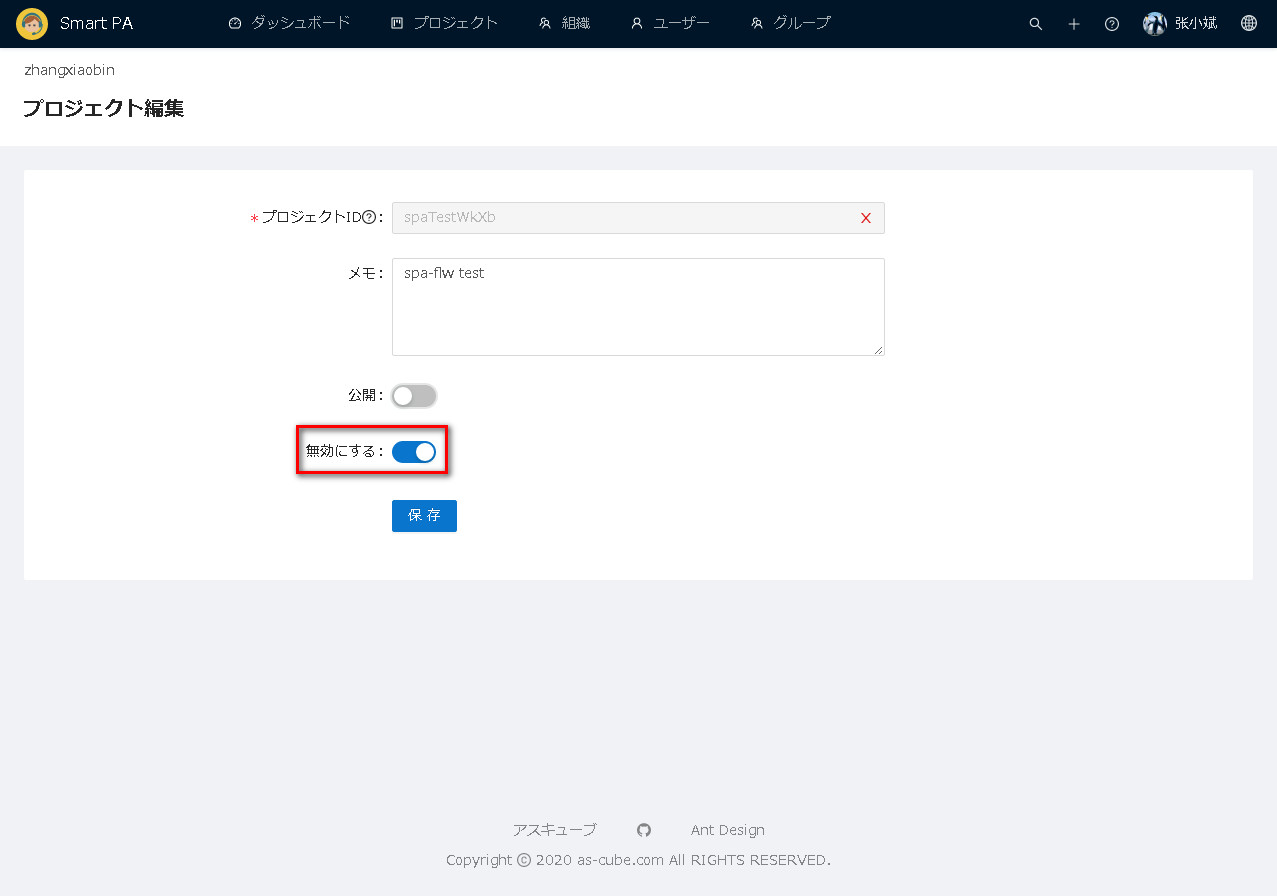 Smart PA ダッシュボード プロジェクト 組織 ユーザー グループ 张小斌
zhangxiaobin
プロジェクト編集
* プロジェクトID : spaTestWkXb
メモ : spa-flw test
公開 :
無効にする :
保 存
アスキューブ Ant Design
Copyright © 2020 as-cube.com All RIGHTS RESERVED.